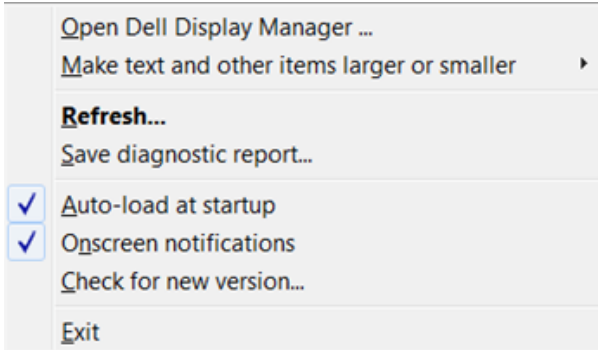 Open Dell Display Manager ...
Make text and other items larger or smaller
Refresh...
Save diagnostic report...
Auto-load at startup
Onscreen notifications
Check for new version...
Exit